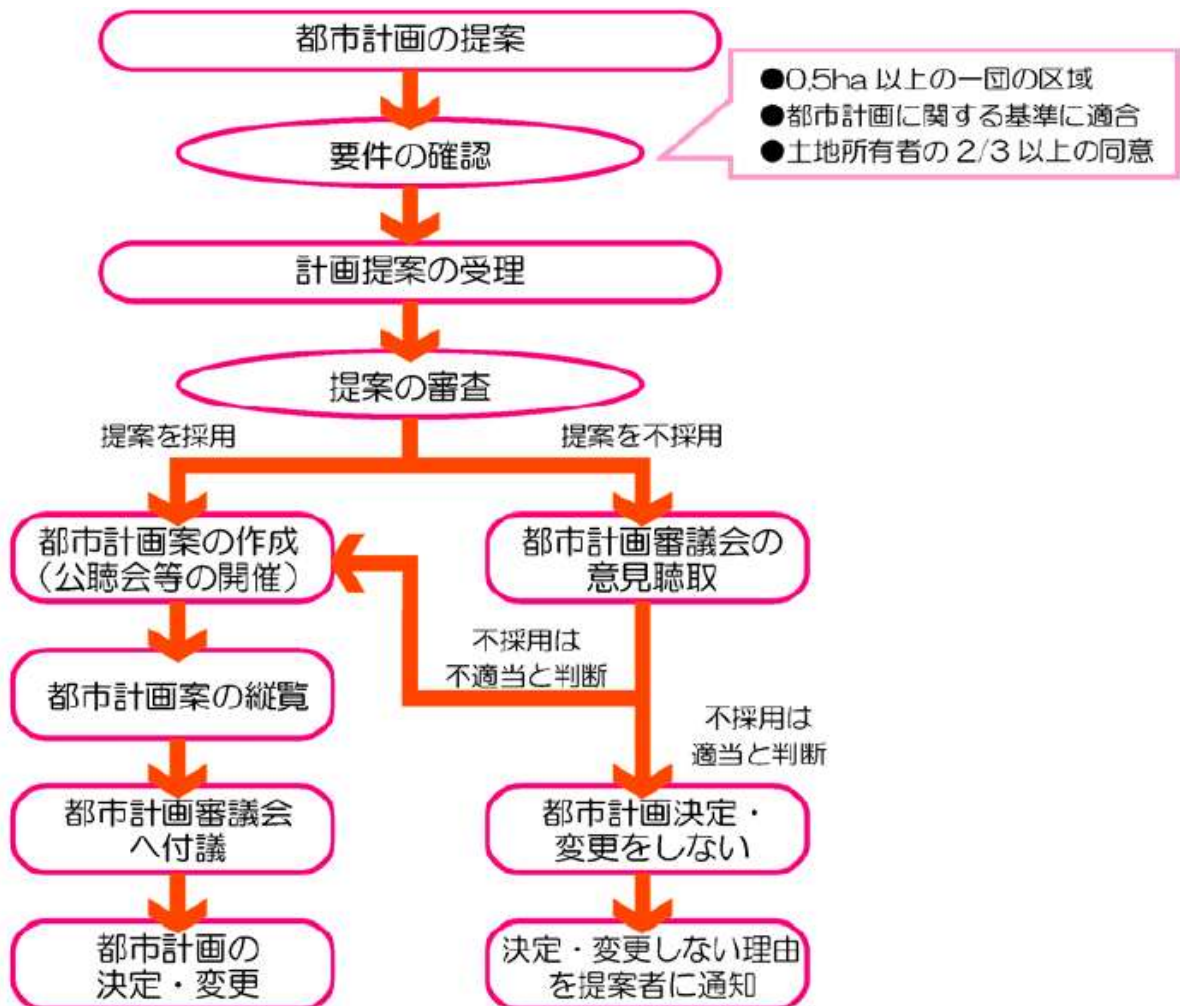 都市計画の提案
●0.5ha 以上の一団の区域
●都市計画に関する基準に適合
●土地所有者の 2/3 以上の同意
要件の確認
計画提案の受理
提案の審査
提案を採用
提案を不採用
都市計画案の作成
(公聴会等の開催)
都市計画審議会の
意見聴取
不採用は
不適当と判断
都市計画案の縦覧
不採用は
適当と判断
都市計画審議会
へ付議
都市計画決定・
変更をしない
都市計画の
決定・変更
決定・変更しない理由
を提案者に通知